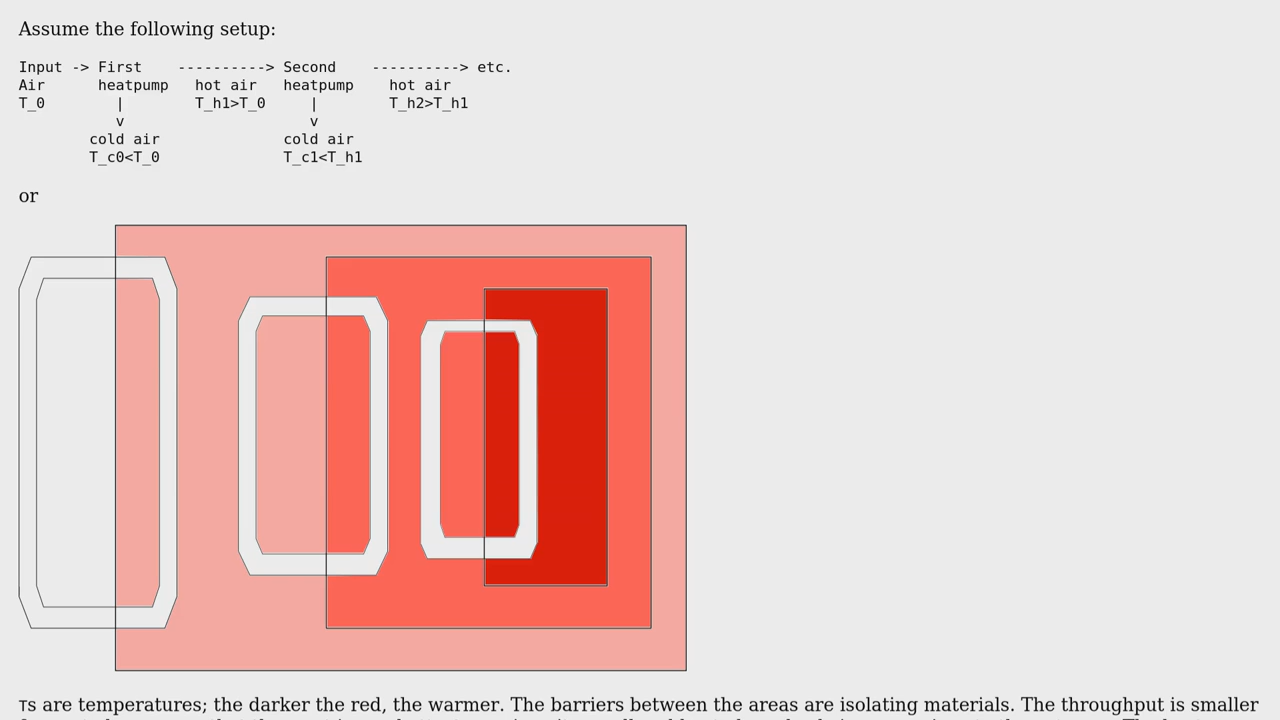 Assume the following setup:
Input -> First    ----------> Second    ----------> etc.
Air      heatpump   hot air   heatpump    hot air
T_0        |        T_h1>T_0     |        T_h2>T_h1
           v                     v
        cold air              cold air
        T_c0<T_0              T_c1<T_h1
or
Ts are temperatures; the darker the red, the warmer. The barriers between the areas are isolating materials. The throughput is smaller